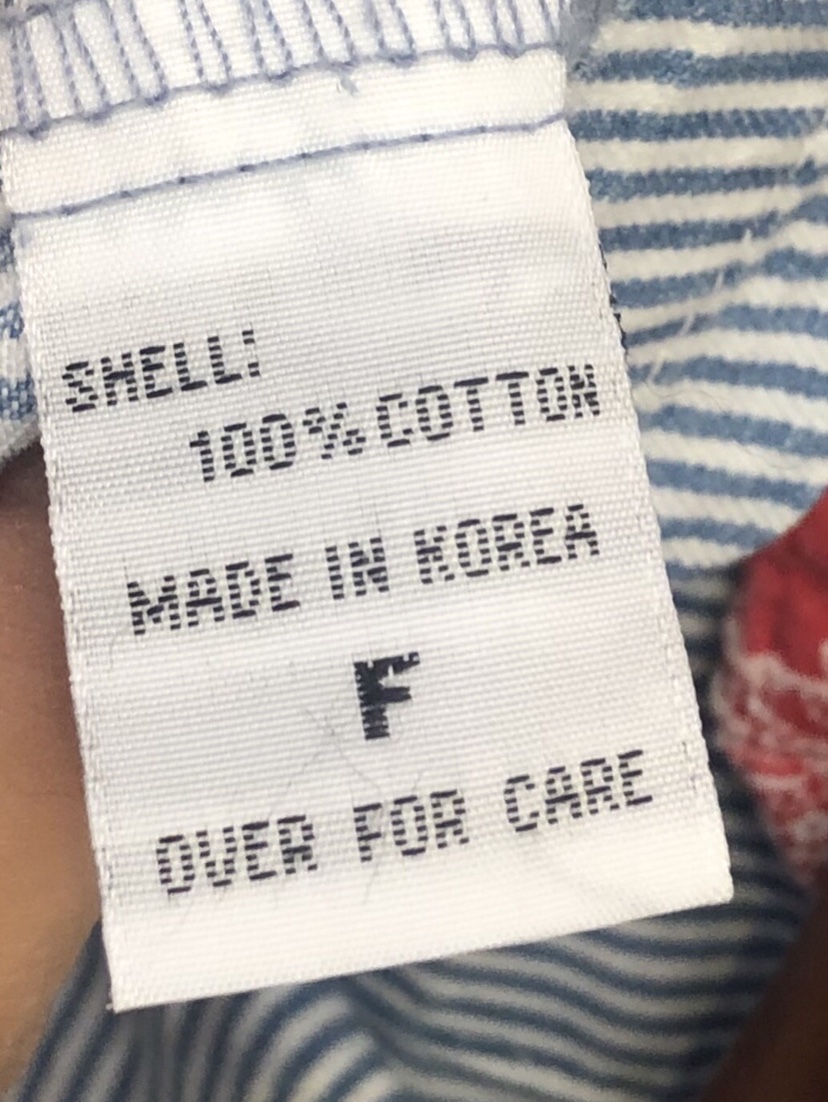 SHELL:
100% COTTON
MADE IN KOREA
F
OVER FOR CARE